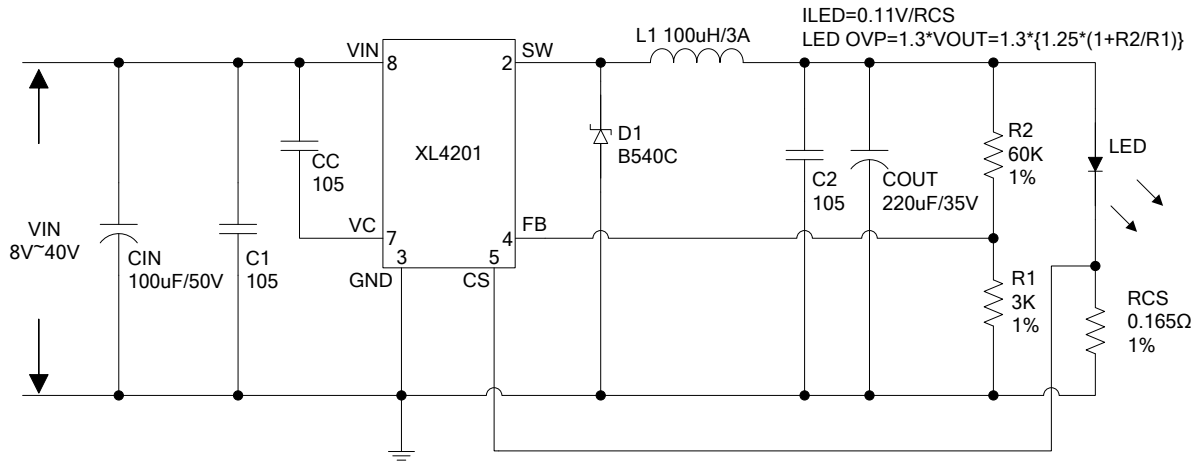 ILED=0.11V/RCS
LED OVP=1.3*VOUT=1.3*{1.25*(1+R2/R1)}
L1 100uH/3A
VIN
8
2
SW
XL4201
CC
105
VC
7
3
5
4
FB
GND
CS
D1
B540C
C2
105
COUT
220uF/35V
R2
60K
1%
LED
VIN
8V~40V
CIN
100uF/50V
C1
105
R1
3K
1%
RCS
0.165Ω
1%